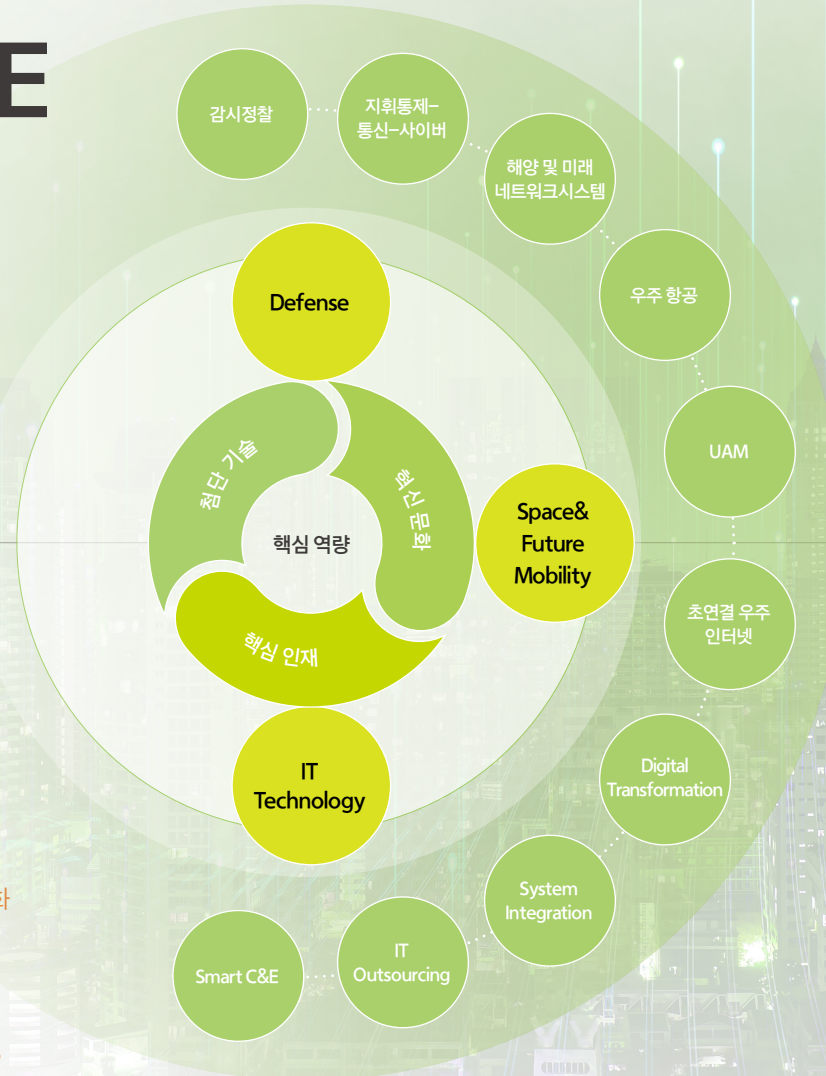 E
감시정찰
지휘통제-
통신-사이버
해양 및 미래
네트워크시스템
우주 항공
UAM
초연결 우주
인터넷
Digital
Transformation
System
Integration
IT
Outsourcing
Smart C&E
Defense
Space&
Future
Mobility
IT
Technology
첨단 기술
혁신 문화
핵심 인재
핵심 역량
화